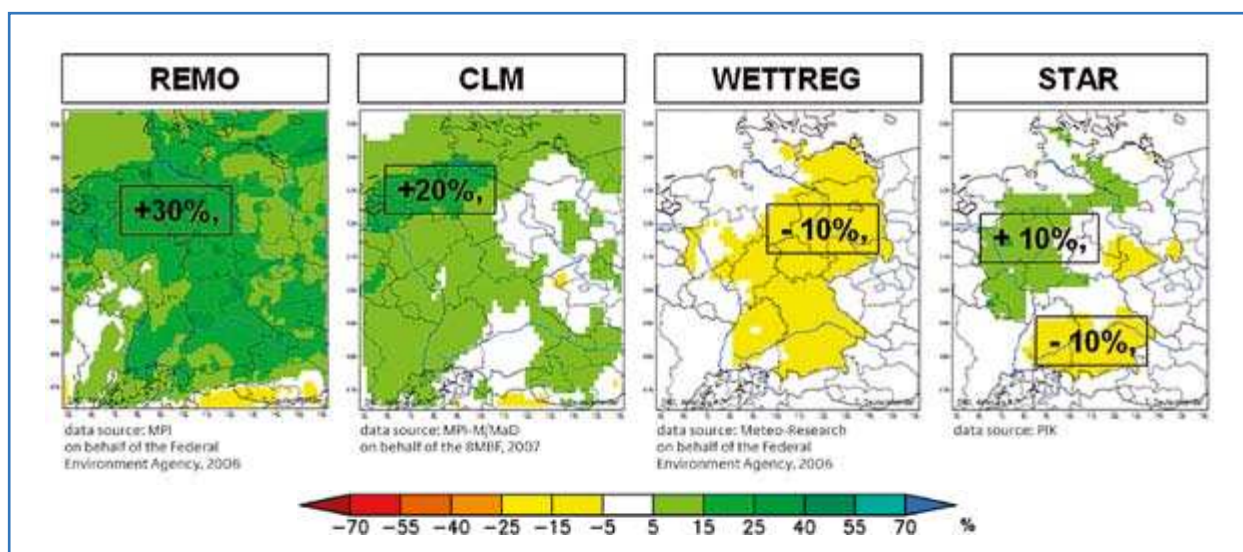 REMO
CLM
WETTREG
STAR
+30%,
+20%,
- 10%,
+ 10%,
- 10%,
data source: MPI
on behalf of the Federal
Environment Agency, 2006
data source: MPI-M/MaD
on behalf of the BMBF, 2007
data source: Meteo-Research
on behalf of the Federal
Environment Agency, 2006
data source: PIK
−70 −55 −40 −25 −15 −5 5 15 25 40 55 70 %